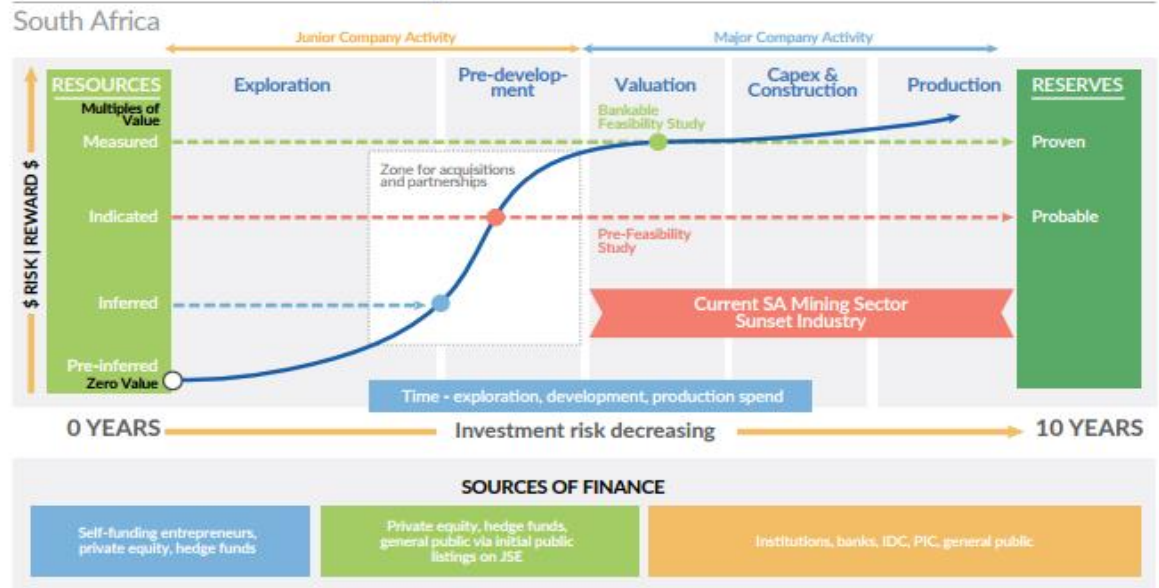 South Africa
Junior Company Activity
Major Company Activity
RESOURCES
Multiples of
Value
Measured
Indicated
Inferred
Pre-inferred
Zero Value
$ RISK | REWARD $
Exploration
Pre-develop-
ment
Valuation
Capex &
Construction
Production
RESERVES
Proven
Probable
Bankable
Feasibility Study
Zone for acquisitions
and partnerships
Pre-Feasibility
Study
Current SA Mining Sector
Sunset Industry
Time - exploration, development, production spend
0 YEARS
Investment risk decreasing
10 YEARS
SOURCES OF FINANCE
Self-funding entrepreneurs,
private equity, hedge funds
Private equity, hedge funds,
general public via initial public
listings on JSE
Institutions, banks, IDC, PIC, general public